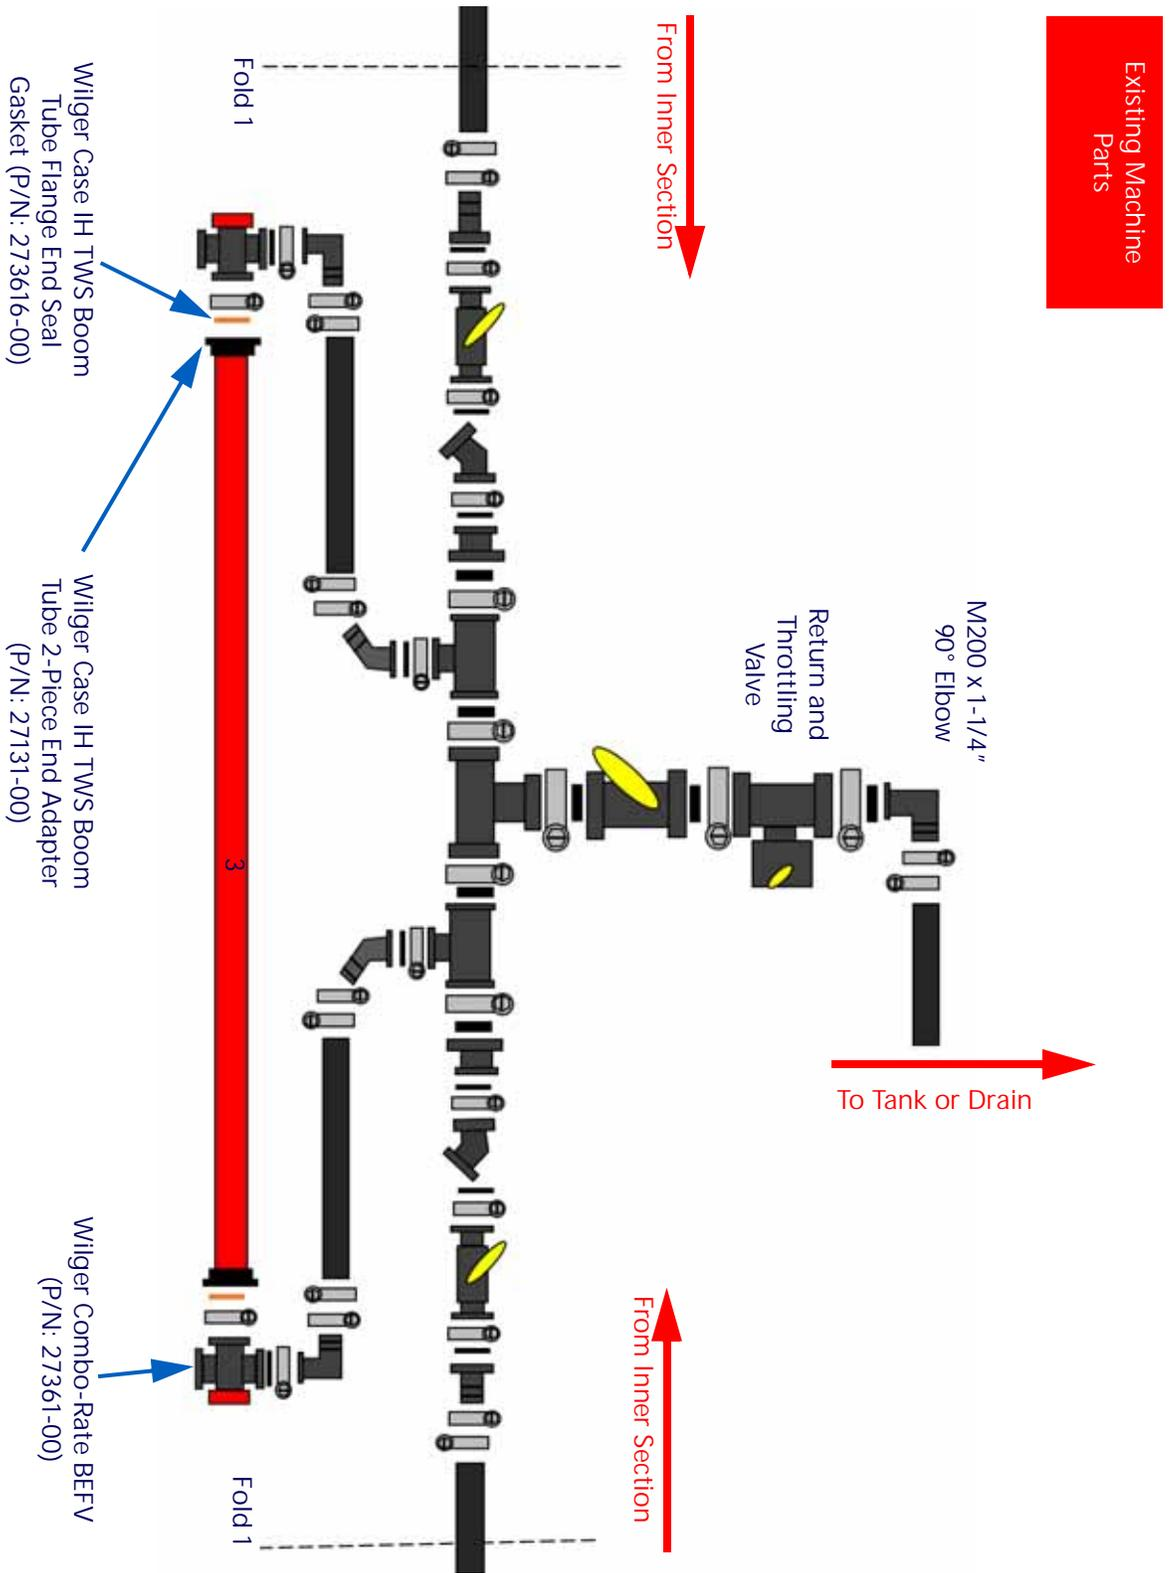 Existing Machine
Parts
From Inner Section
Fold 1
Wilger Case IH TWS Boom
Tube Flange End Seal
Gasket (P/N: 273616-00)
M200 x 1-1/4"
90° Elbow
Return and
Throttling
Valve
Wilger Case IH TWS Boom
Tube 2-Piece End Adapter
(P/N: 27131-00)
3
To Tank or Drain
From Inner Section
Wilger Combo-Rate BEFV
(P/N: 27361-00)
Fold 1